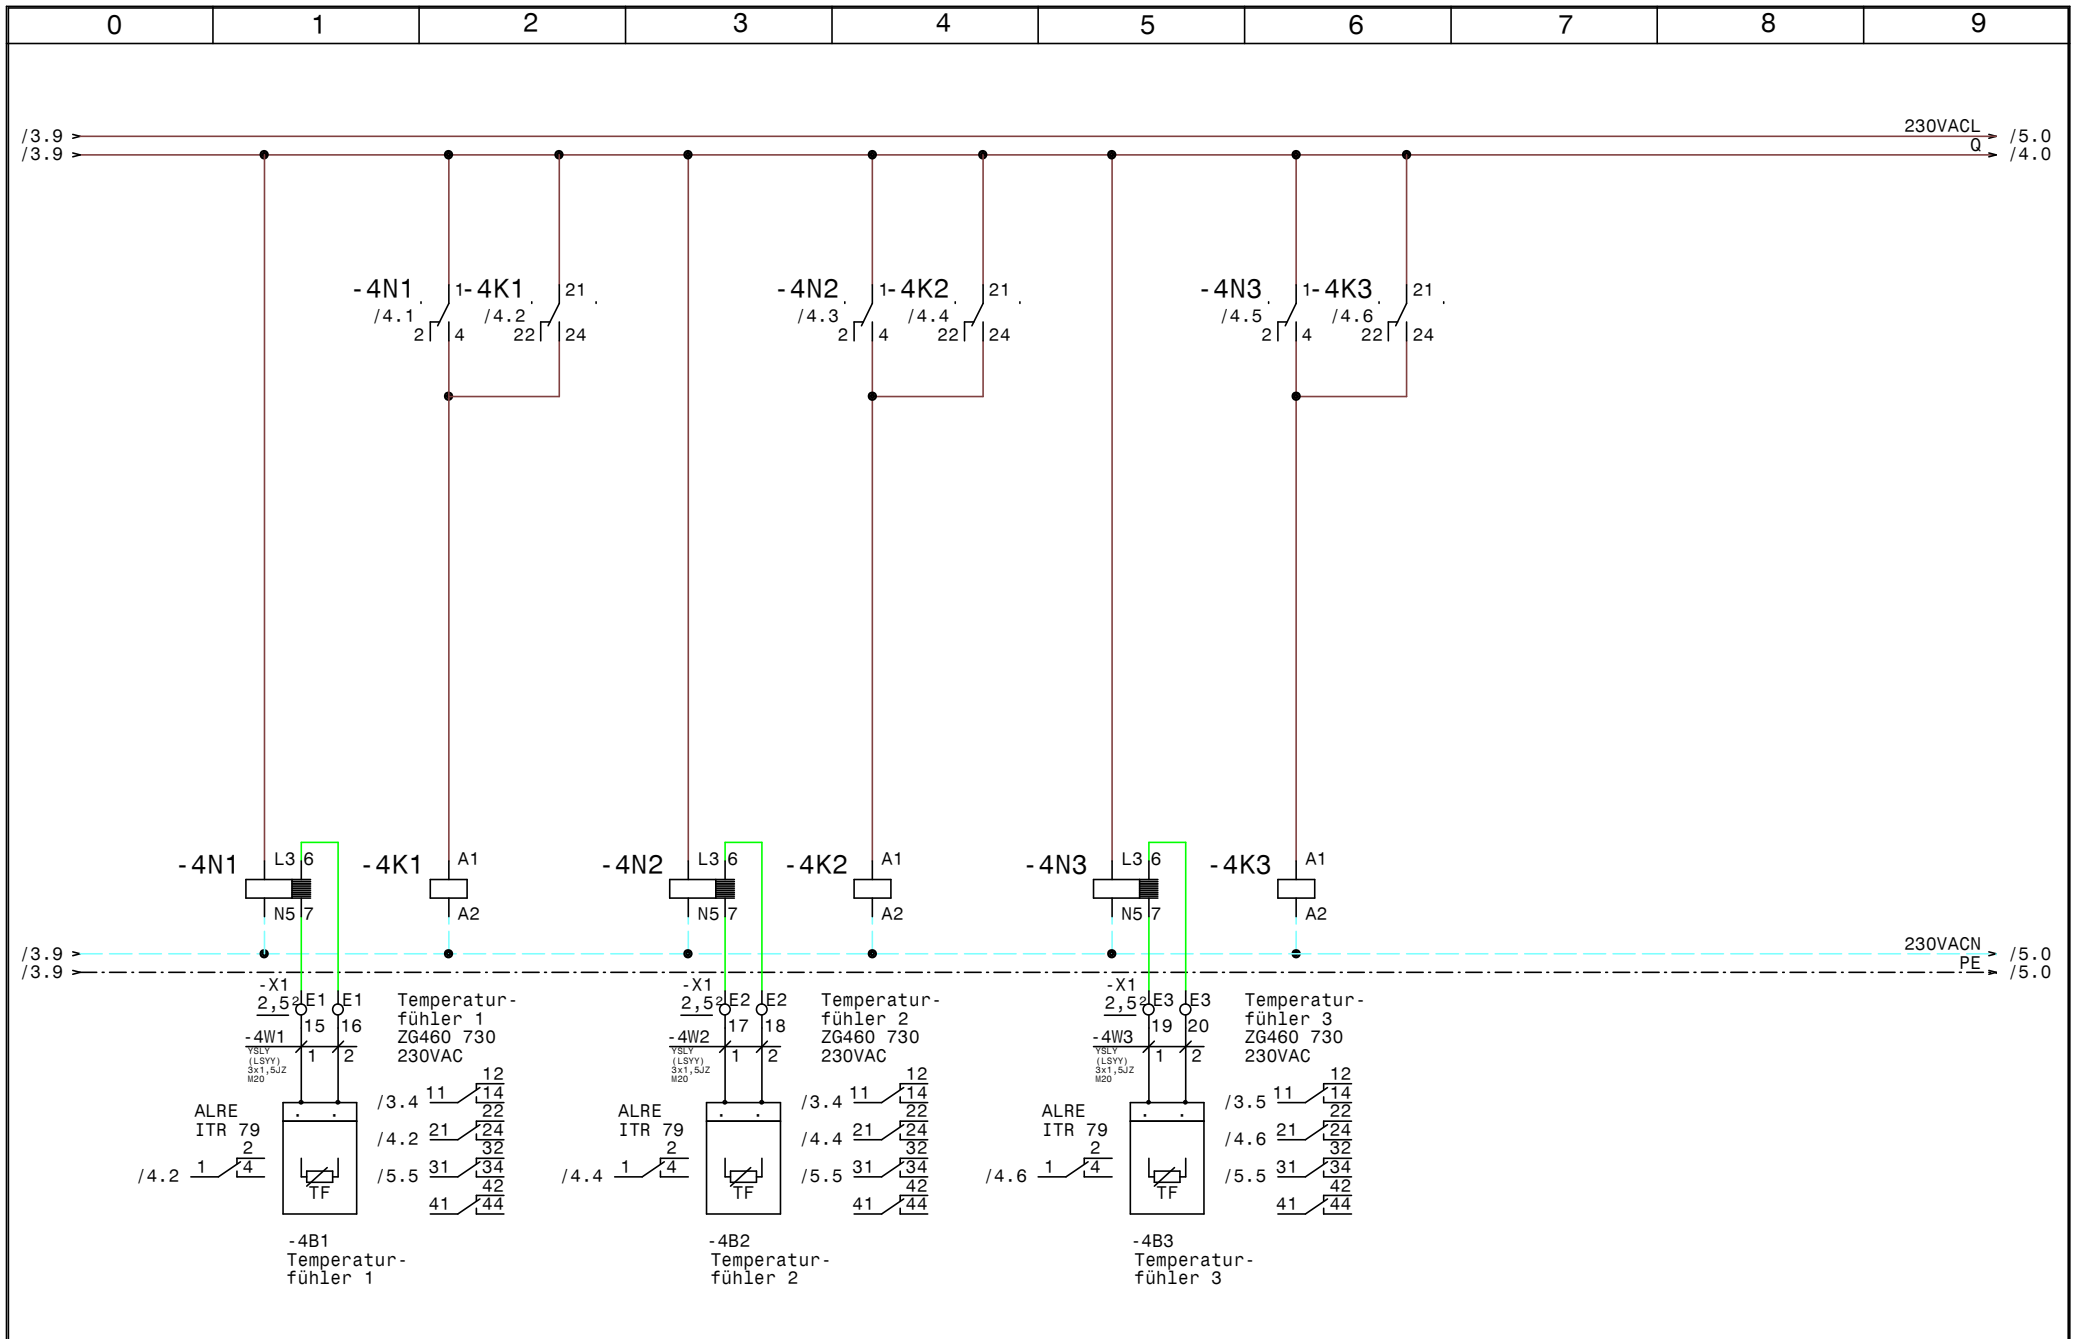 0 1 2 3 4 5 6 7 8 9
/3.9 230VACL /5.0
/3.9 Q /4.0
-4N1 1 -4K1 21 -4N2 1 -4K2 21 -4N3 1 -4K3 21
/4.1 /4.2 /4.3 /4.4 /4.5 /4.6
2 4 22 24 2 4 22 24 2 4 22 24
-4N1 L3 6 -4K1 A1 -4N2 L3 6 -4K2 A1 -4N3 L3 6 -4K3 A1
N5 7 A2 N5 7 A2 N5 7 A2
/3.9 230VACN /5.0
/3.9 PE /5.0
-X1 -X1 -X1
2,5² E1 E1 Temperatur- 2,5² E2 E2 Temperatur- 2,5² E3 E3 Temperatur-
15 16 fühler 1 17 18 fühler 2 19 20 fühler 3
-4W1 ZG460 730 -4W2 ZG460 730 -4W3 ZG460 730
YSLY 1 2 230VAC YSLY 1 2 230VAC YSLY 1 2 230VAC
(LSYY) (LSYY) (LSYY)
3x1,5JZ 3x1,5JZ 3x1,5JZ
M20 M20 M20
12 12 12
ALRE /3.4 11 14 ALRE /3.4 11 14 ALRE /3.5 11 14
22 22 22
ITR 79 /4.2 21 24 ITR 79 /4.4 21 24 ITR 79 /4.6 21 24
2 32 2 32 2 32
/4.2 1 4 /5.5 31 34 /4.4 1 4 /5.5 31 34 /4.6 1 4 /5.5 31 34
TF 42 TF 42 TF 42
41 44 41 44 41 44
-4B1 -4B2 -4B3
Temperatur- Temperatur- Temperatur-
fühler 1 fühler 2 fühler 3